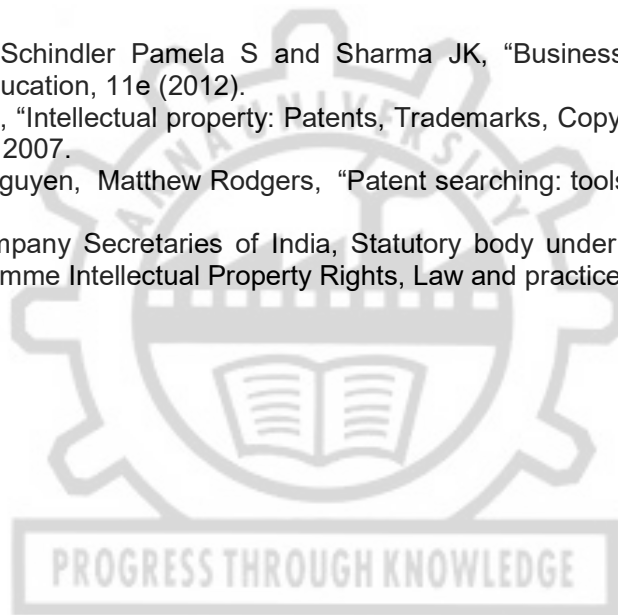 Schindler Pamela S and Sharma JK, “Business
ucation, 11e (2012).
, “Intellectual property: Patents, Trademarks, Copy
2007.
guyen, Matthew Rodgers, “Patent searching: tools
mpany Secretaries of India, Statutory body under
mme Intellectual Property Rights, Law and practice
ANNA UNIVERSITY
PROGRESS THROUGH KNOWLEDGE